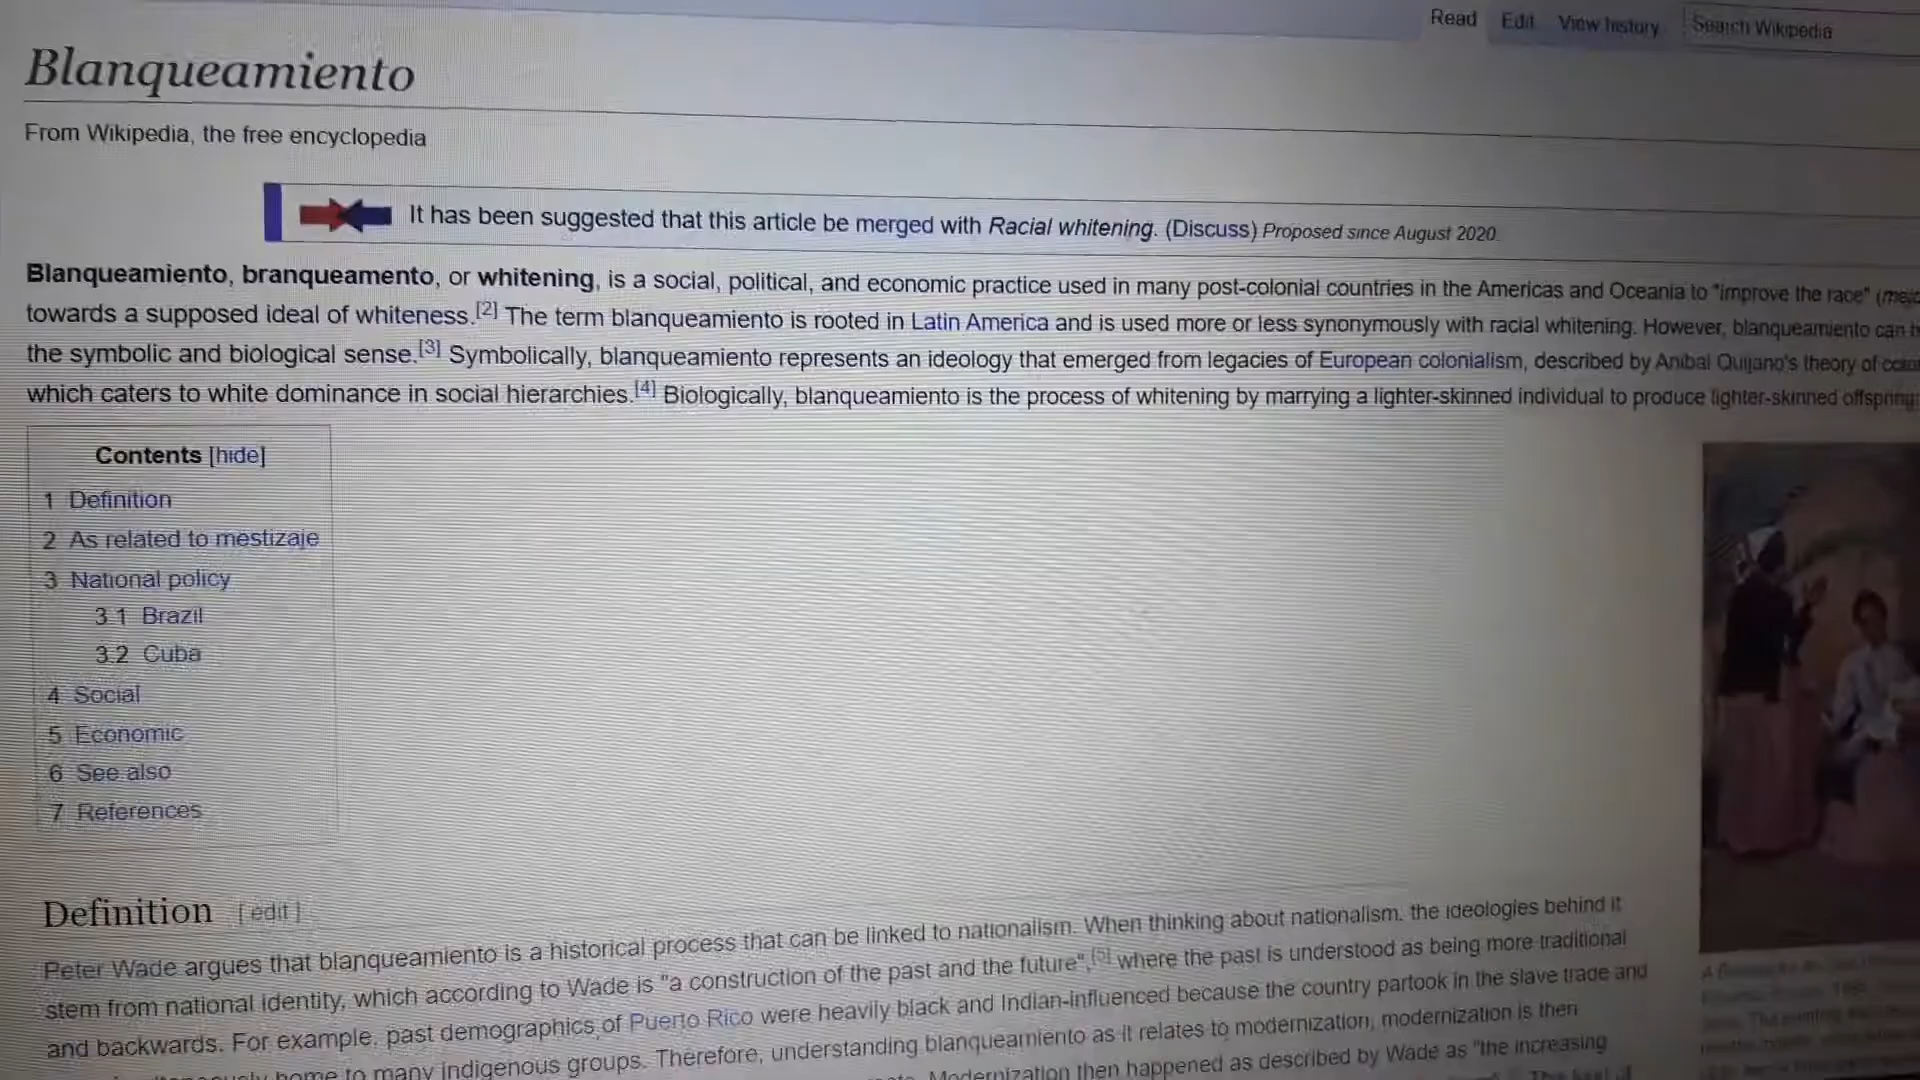 Read Edit View history Search Wikipedia
Blanqueamiento
From Wikipedia, the free encyclopedia
It has been suggested that this article be merged with Racial whitening. (Discuss) Proposed since August 2020.
Blanqueamiento, branqueamento, or whitening, is a social, political, and economic practice used in many post-colonial countries in the Americas and Oceania to "improve the race" (
towards a supposed ideal of whiteness.[2] The term blanqueamiento is rooted in Latin America and is used more or less synonymously with racial whitening. However, blanqueamiento can
the symbolic and biological sense.[3] Symbolically, blanqueamiento represents an ideology that emerged from legacies of European colonialism, described by Anibal Quijano's theory of
which caters to white dominance in social hierarchies.[4] Biologically, blanqueamiento is the process of whitening by marrying a lighter-skinned individual to produce lighter-skinned offspring
Contents [hide]
1 Definition
2 As related to mestizaje
3 National policy
3.1 Brazil
3.2 Cuba
4 Social
5 Economic
6 See also
7 References
Definition [edit]
Peter Wade argues that blanqueamiento is a historical process that can be linked to nationalism. When thinking about nationalism, the ideologies behind it
stem from national identity, which according to Wade is "a construction of the past and the future",[5] where the past is understood as being more traditional
and backwards. For example, past demographics of Puerto Rico were heavily black and Indian-influenced because the country partook in the slave trade and
home to many indigenous groups. Therefore, understanding blanqueamiento as it relates to modernization, modernization is then
Modernization then happened as described by Wade as "the increasing